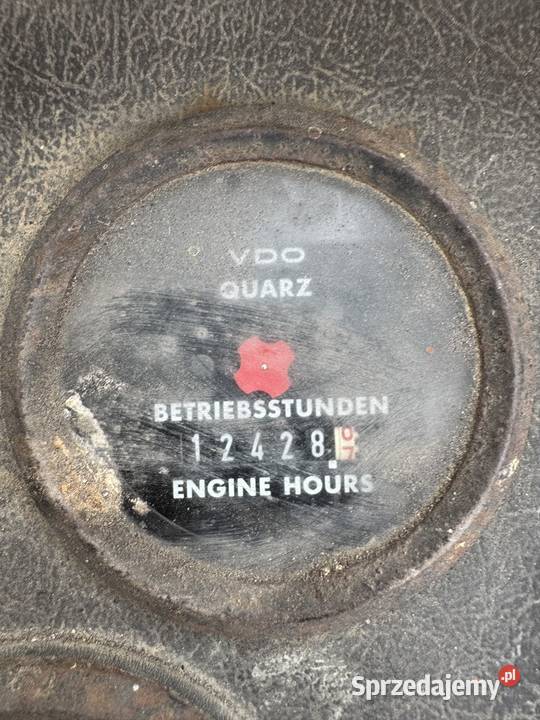 VDO
QUARZ
BETRIEBSSTUNDEN
12428.
ENGINE HOURS
Sprzedajemy.pl